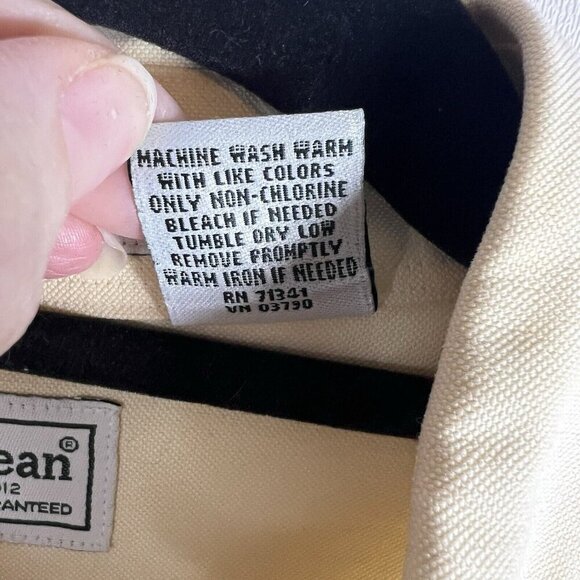 MACHINE WASH WARM
WITH LIKE COLORS
ONLY NON-CHLORINE
BLEACH IF NEEDED
TUMBLE DRY LOW
REMOVE PROMPTLY
WARM IRON IF NEEDED
RN 71341
VN 03790
ean®
912
RANTEED